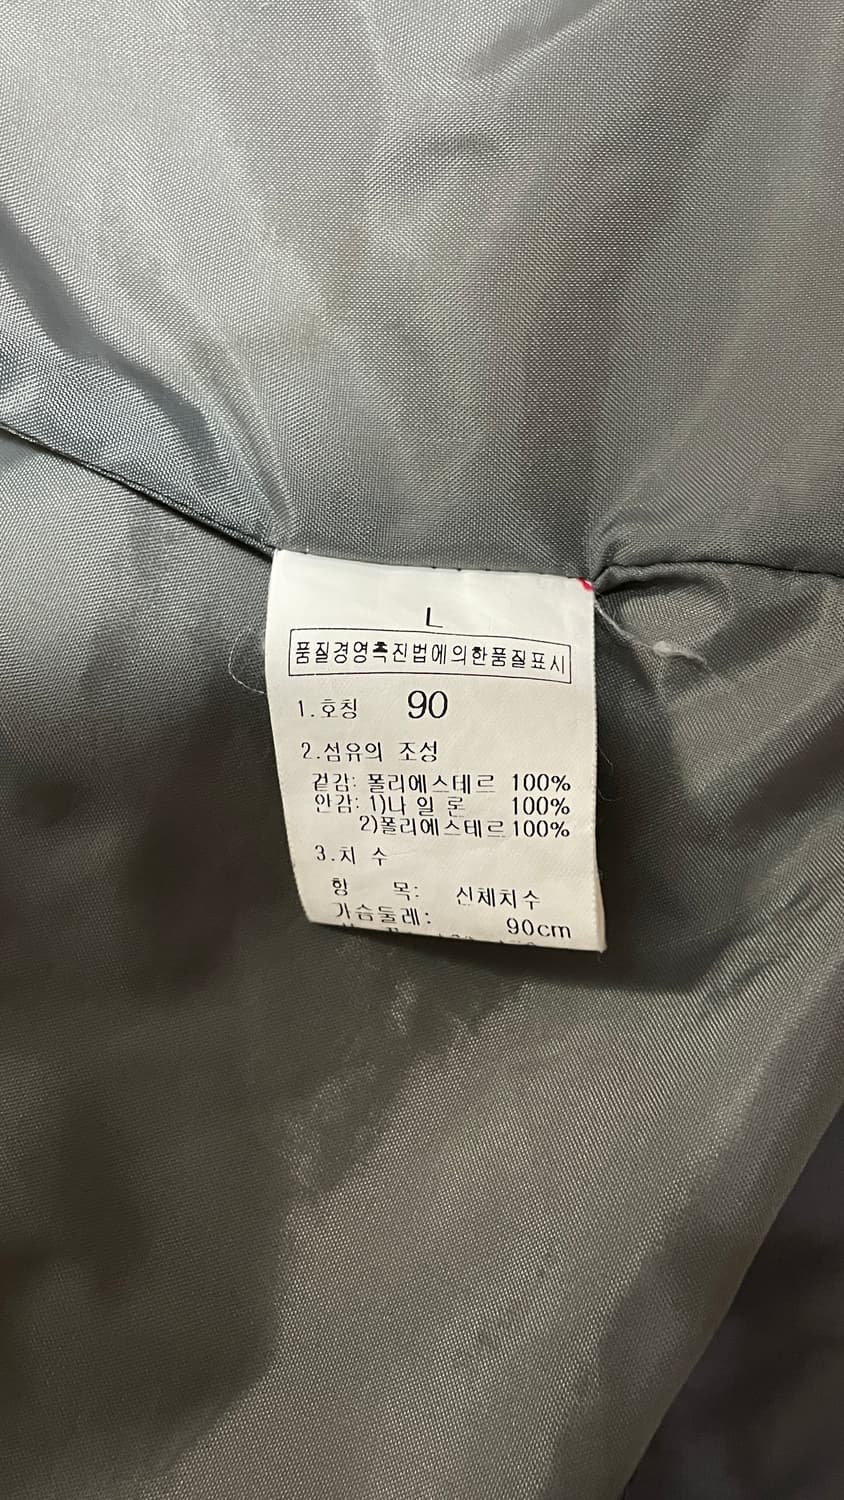 L
품질경영촉진법에의한품질표시
1.호칭 90
2.섬유의 조성
겉감: 폴리에스테르 100%
안감: 1)나 일 론 100%
2)폴리에스테르 100%
3.치 수
항 목: 신체치수
가슴둘레: 90cm